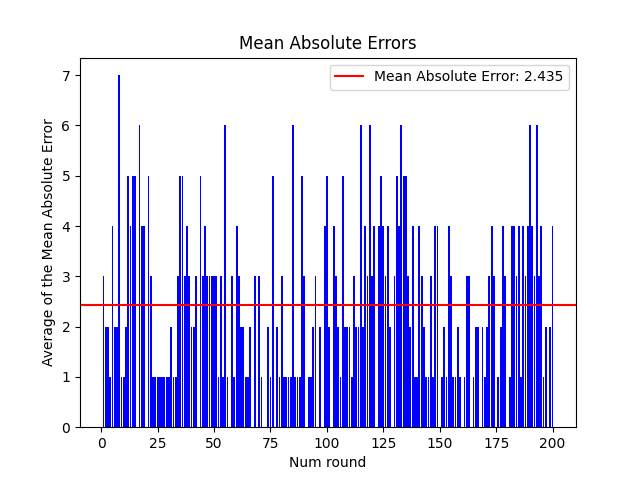 Mean Absolute Errors
Mean Absolute Error: 2.435
Average of the Mean Absolute Error
7
6
5
4
3
2
1
0
0 25 50 75 100 125 150 175 200
Num round